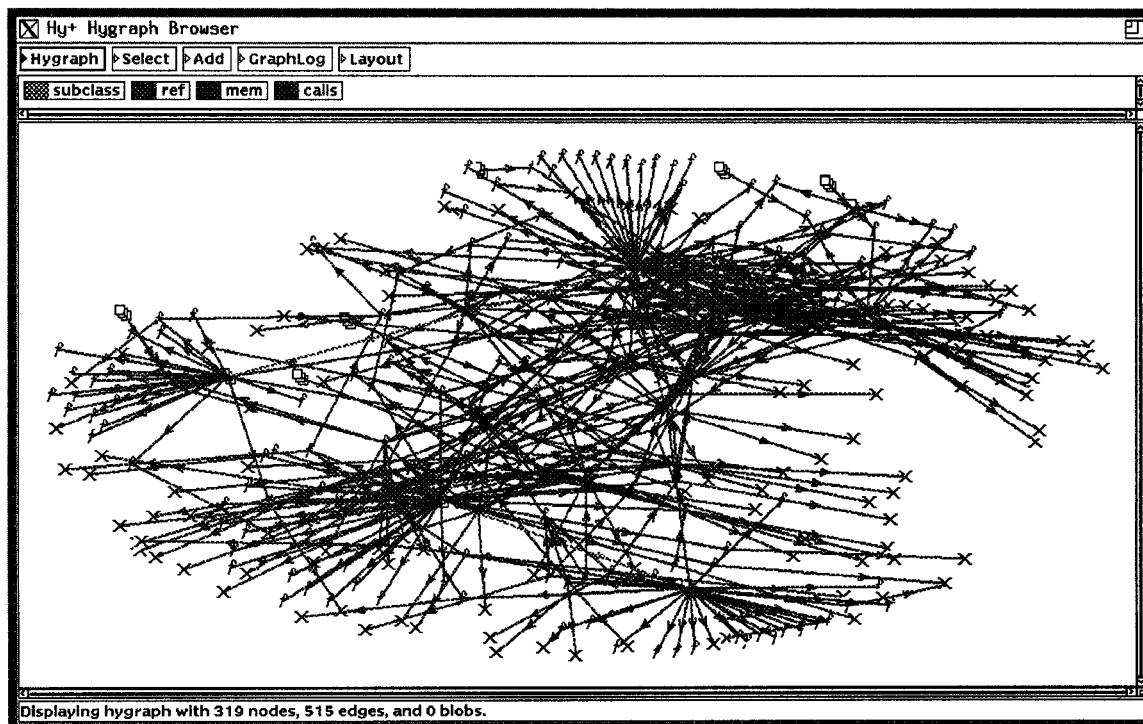 Hy+ Hygraph Browser
Hygraph Select Add GraphLog Layout
subclass ref mem calls
Displaying hygraph with 319 nodes, 515 edges, and 0 blobs.